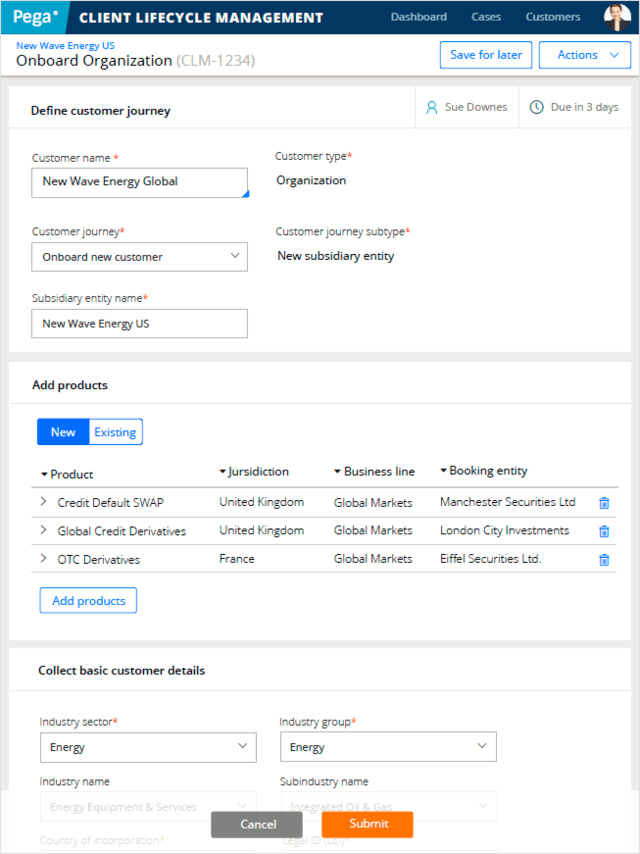 Pega CLIENT LIFECYCLE MANAGEMENT Dashboard Cases Customers
New Wave Energy US
Onboard Organization (CLM-1234) Save for later Actions
Define customer journey Sue Downes Due in 3 days
Customer name * Customer type*
New Wave Energy Global Organization
Customer journey* Customer journey subtype*
Onboard new customer New subsidiary entity
Subsidiary entity name*
New Wave Energy US
Add products
New Existing
Product Jursidiction Business line Booking entity
Credit Default SWAP United Kingdom Global Markets Manchester Securities Ltd
Global Credit Derivatives United Kingdom Global Markets London City Investments
OTC Derivatives France Global Markets Eiffel Securities Ltd.
Add products
Collect basic customer details
Industry sector* Industry group*
Energy Energy
Industry name Subindustry name
Energy Equipment & Services Integrated Oil & Gas
Cancel Submit
Country of incorporation* Legal ID (LEI)*